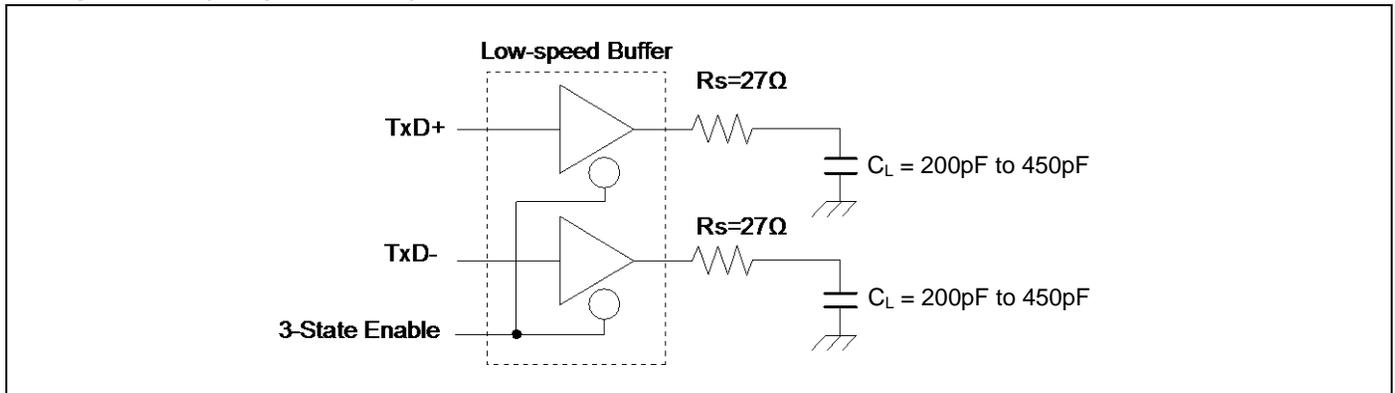 Low-speed Buffer
Rs=27Ω
TxD+
CL = 200pF to 450pF
Rs=27Ω
TxD-
CL = 200pF to 450pF
3-State Enable